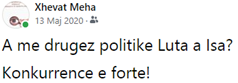 Xhevat Meha
13 Maj 2020 ·
A me drugez politike Luta a Isa?
Konkurrence e forte!